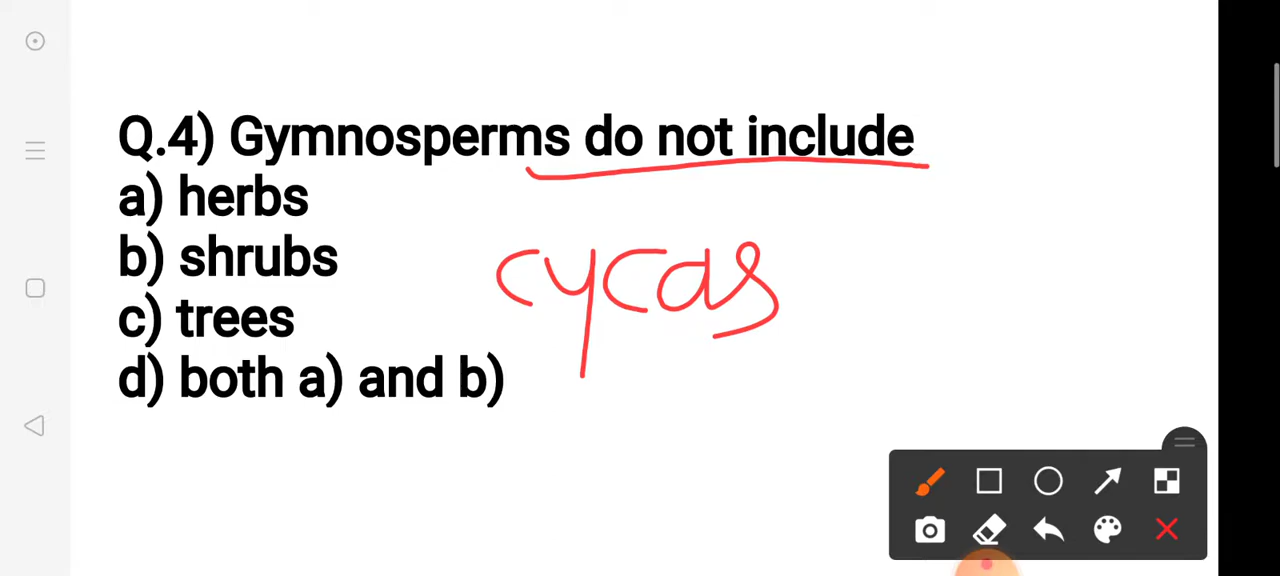 Q.4) Gymnosperms do not include
a) herbs
b) shrubs
cycas
c) trees
d) both a) and b)